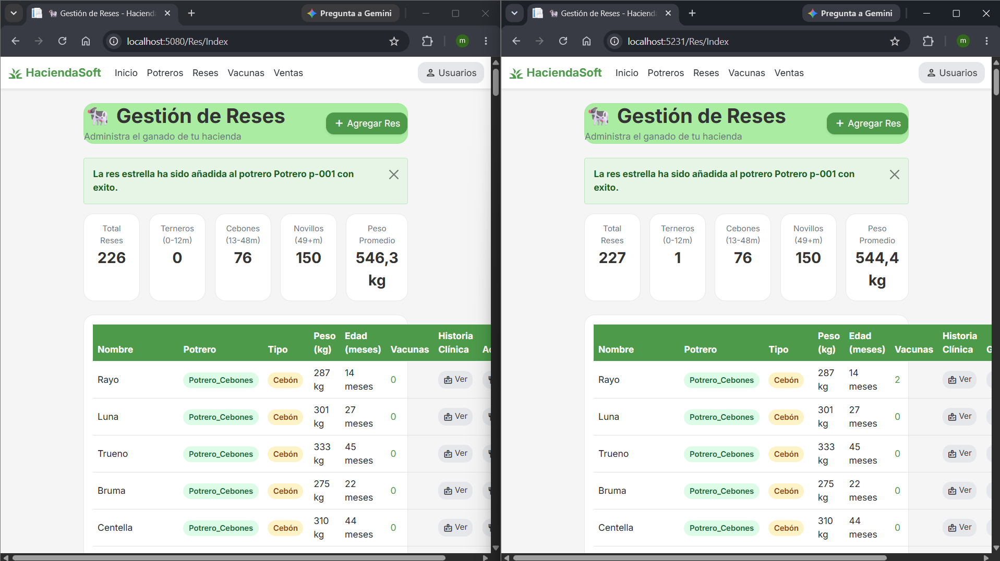 Gestión de Reses - Haciend
Pregunta a Gemini
localhost:5080/Res/Index
m
HaciendaSoft
Inicio
Potreros
Reses
Vacunas
Ventas
Usuarios
Gestión de Reses
Administra el ganado de tu hacienda
+ Agregar Res
La res estrella ha sido añadida al potrero Potrero p-001 con
exito.
Total
Reses
226
Terneros
(0-12m)
0
Cebones
(13-48m)
76
Novillos
(49+m)
150
Peso
Promedio
546,3
kg
Nombre
Potrero
Tipo
Peso
(kg)
Edad
(meses)
Vacunas
Historia
Clínica
Ac
Rayo
Potrero_Cebones
Cebón
287
kg
14
meses
0
Ver
Luna
Potrero_Cebones
Cebón
301
kg
27
meses
0
Ver
Trueno
Potrero_Cebones
Cebón
333
kg
45
meses
0
Ver
Bruma
Potrero_Cebones
Cebón
275
kg
22
meses
0
Ver
Centella
Potrero_Cebones
Cebón
310
kg
44
meses
0
Ver
Gestión de Reses - Haciend
Pregunta a Gemini
localhost:5231/Res/Index
m
HaciendaSoft
Inicio
Potreros
Reses
Vacunas
Ventas
Usuarios
Gestión de Reses
Administra el ganado de tu hacienda
+ Agregar Res
La res estrella ha sido añadida al potrero Potrero p-001 con
exito.
Total
Reses
227
Terneros
(0-12m)
1
Cebones
(13-48m)
76
Novillos
(49+m)
150
Peso
Promedio
544,4
kg
Nombre
Potrero
Tipo
Peso
(kg)
Edad
(meses)
Vacunas
Historia
Clínica
G
Rayo
Potrero_Cebones
Cebón
287
kg
14
meses
2
Ver
Luna
Potrero_Cebones
Cebón
301
kg
27
meses
0
Ver
Trueno
Potrero_Cebones
Cebón
333
kg
45
meses
0
Ver
Bruma
Potrero_Cebones
Cebón
275
kg
22
meses
0
Ver
Centella
Potrero_Cebones
Cebón
310
kg
44
meses
0
Ver